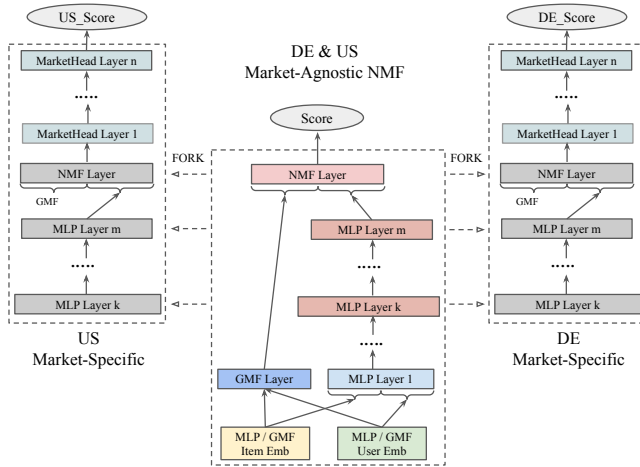 US_Score
MarketHead Layer n
.....
MarketHead Layer 1
NMF Layer
GMF
MLP Layer m
.....
MLP Layer k
US
Market-Specific
DE & US
Market-Agnostic NMF
Score
FORK
FORK
NMF Layer
MLP Layer m
.....
MLP Layer k
.....
GMF Layer
MLP Layer 1
MLP / GMF
Item Emb
MLP / GMF
User Emb
DE_Score
MarketHead Layer n
.....
MarketHead Layer 1
NMF Layer
GMF
MLP Layer m
.....
MLP Layer k
DE
Market-Specific